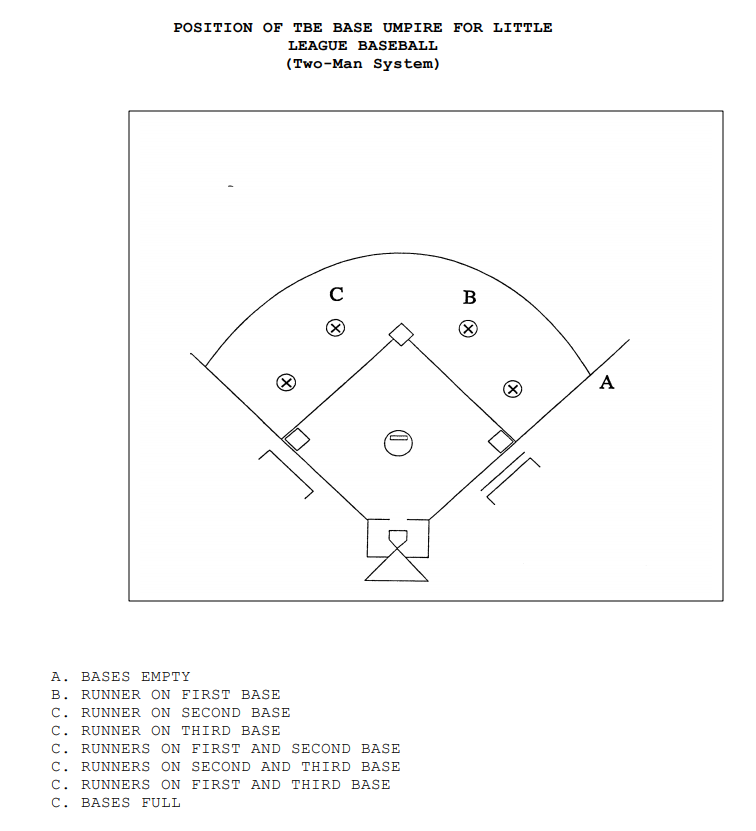 POSITION OF TBE BASE UMPIRE FOR LITTLE
LEAGUE BASEBALL
(Two-Man System)
C
B
A
A. BASES EMPTY
B. RUNNER ON FIRST BASE
C. RUNNER ON SECOND BASE
C. RUNNER ON THIRD BASE
C. RUNNERS ON FIRST AND SECOND BASE
C. RUNNERS ON SECOND AND THIRD BASE
C. RUNNERS ON FIRST AND THIRD BASE
C. BASES FULL